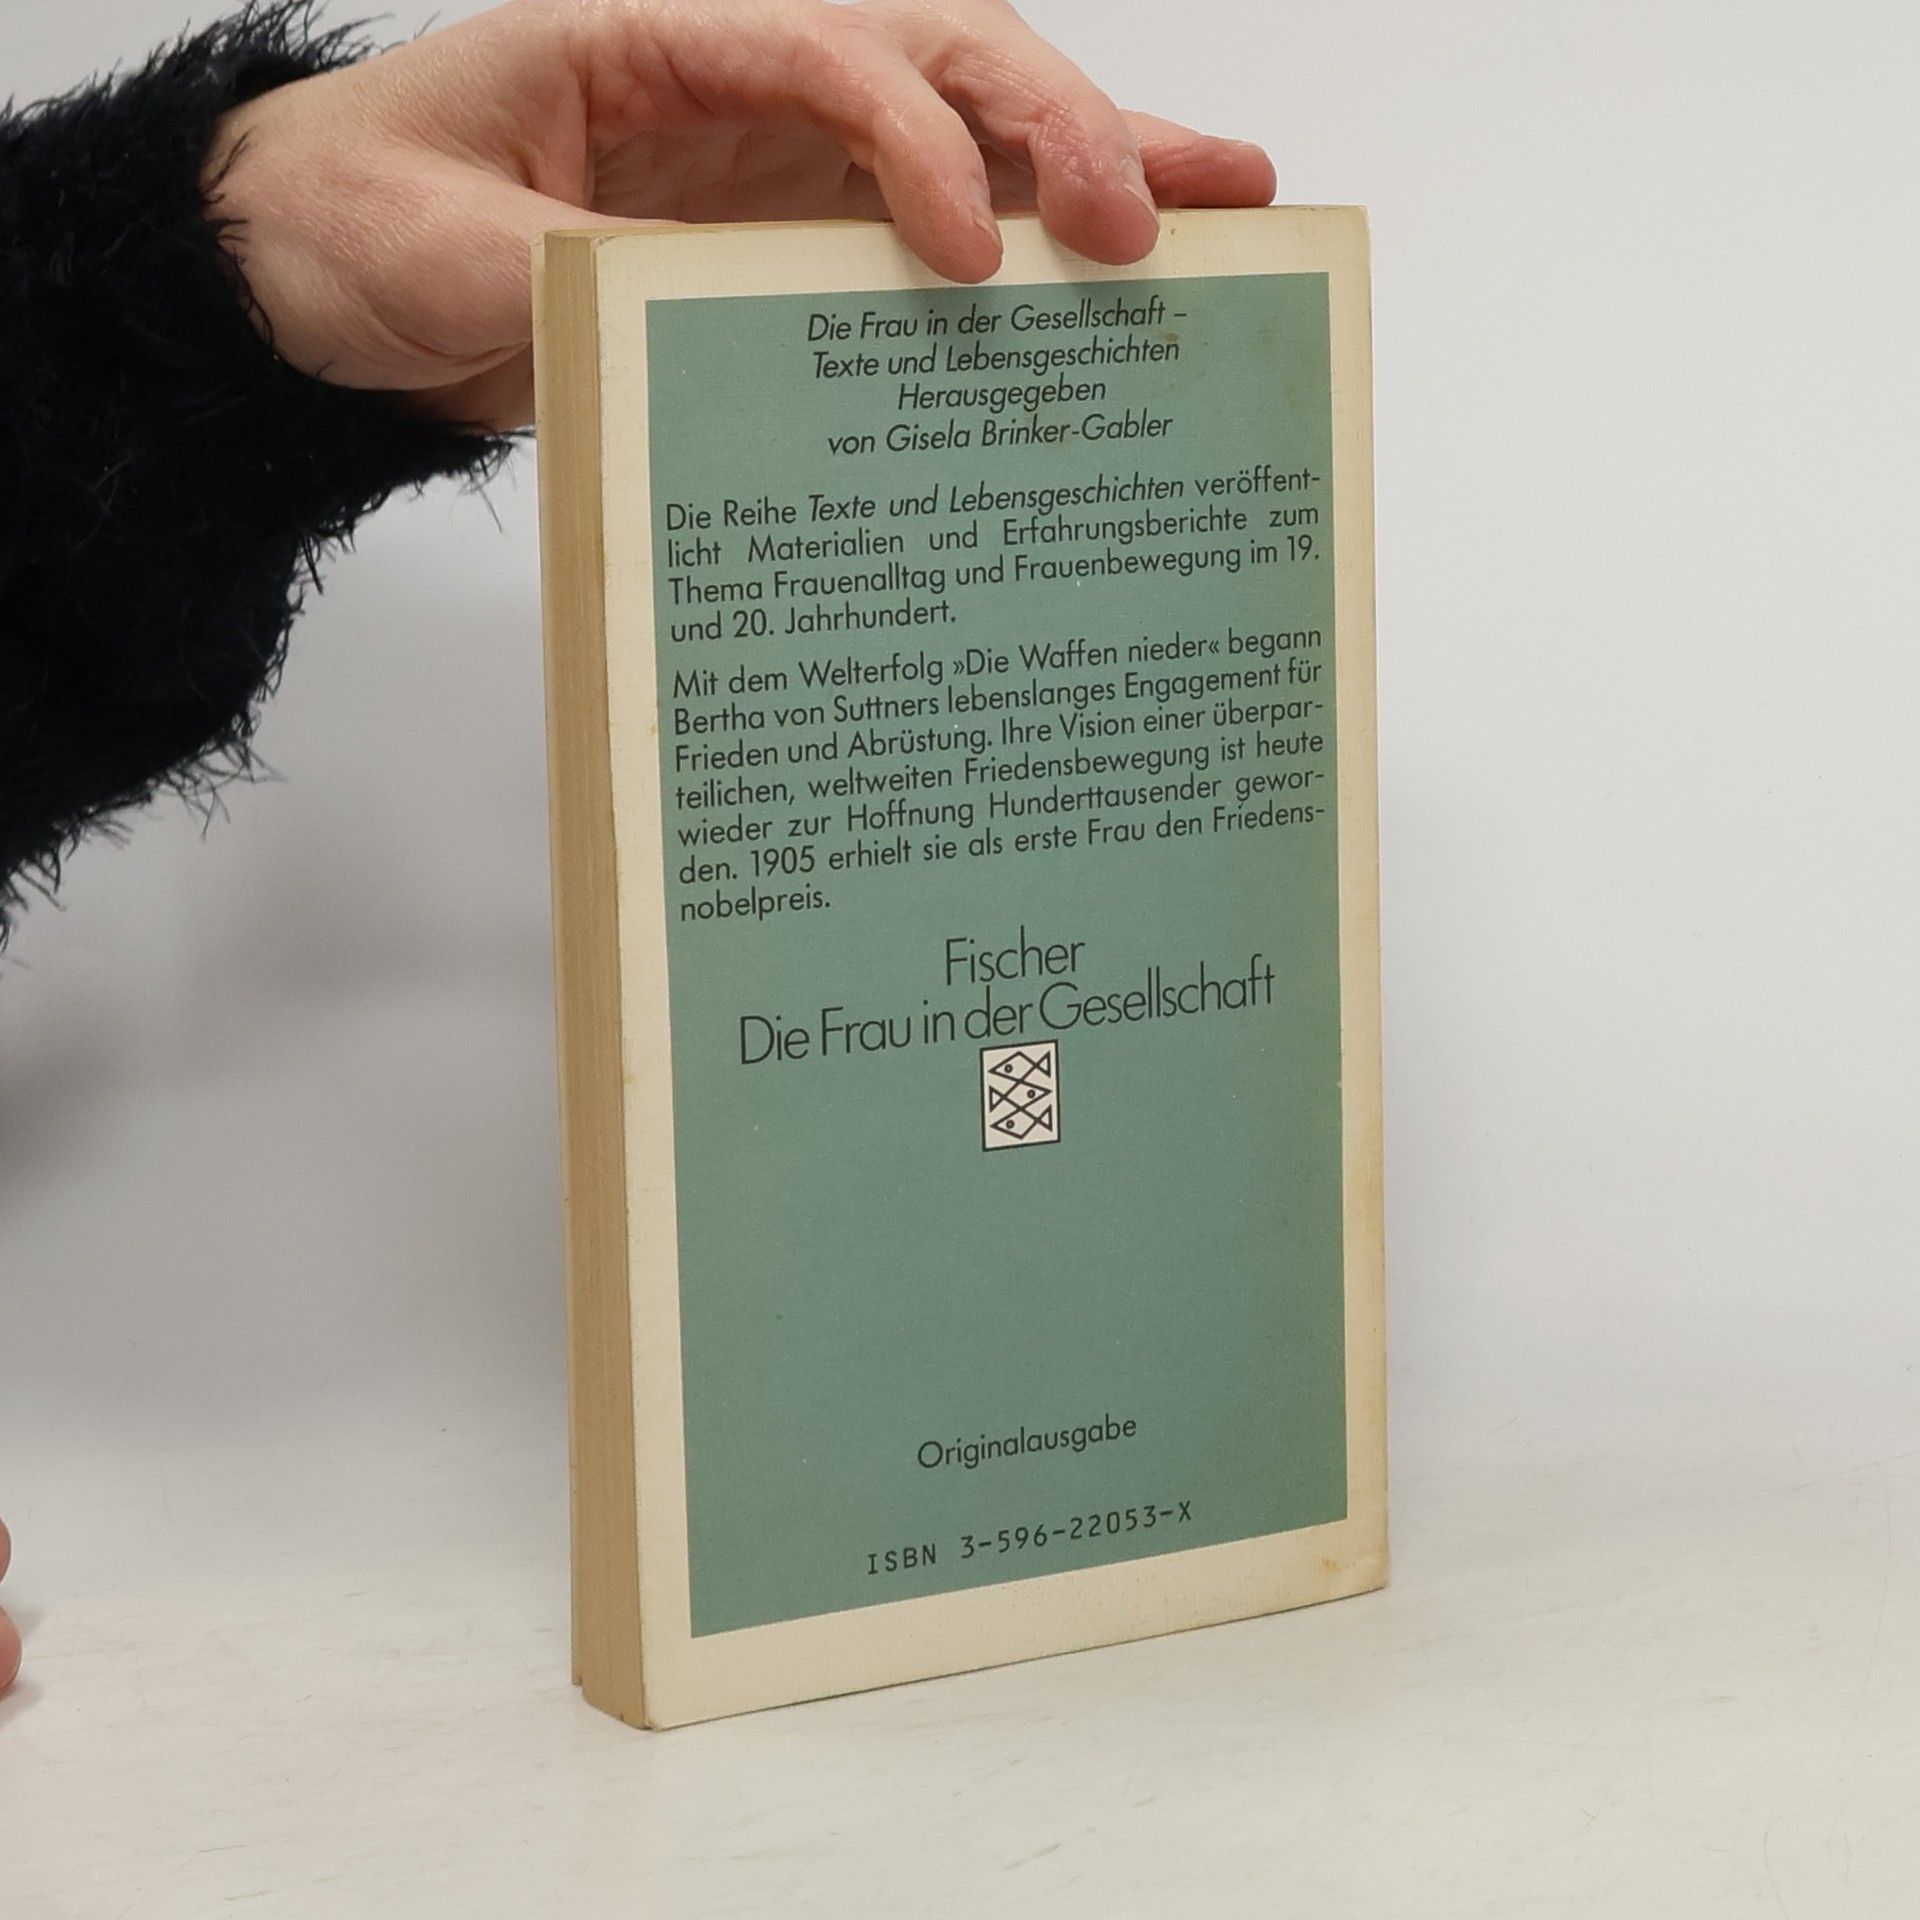 Die Frau in der Gesellschaft –
Texte und Lebensgeschichten
Herausgegeben
von Gisela Brinker-Gabler
Die Reihe Texte und Lebensgeschichten veröffent-
licht Materialien und Erfahrungsberichte zum
Thema Frauenalltag und Frauenbewegung im 19.
und 20. Jahrhundert.
Mit dem Welterfolg »Die Waffen nieder« begann
Bertha von Suttners lebenslanges Engagement für
Frieden und Abrüstung. Ihre Vision einer überpar-
teilichen, weltweiten Friedensbewegung ist heute
wieder zur Hoffnung Hunderttausender gewor-
den. 1905 erhielt sie als erste Frau den Friedens-
nobelpreis.
Fischer
Die Frau in der Gesellschaft
Originalausgabe
ISBN 3-596-22053-X